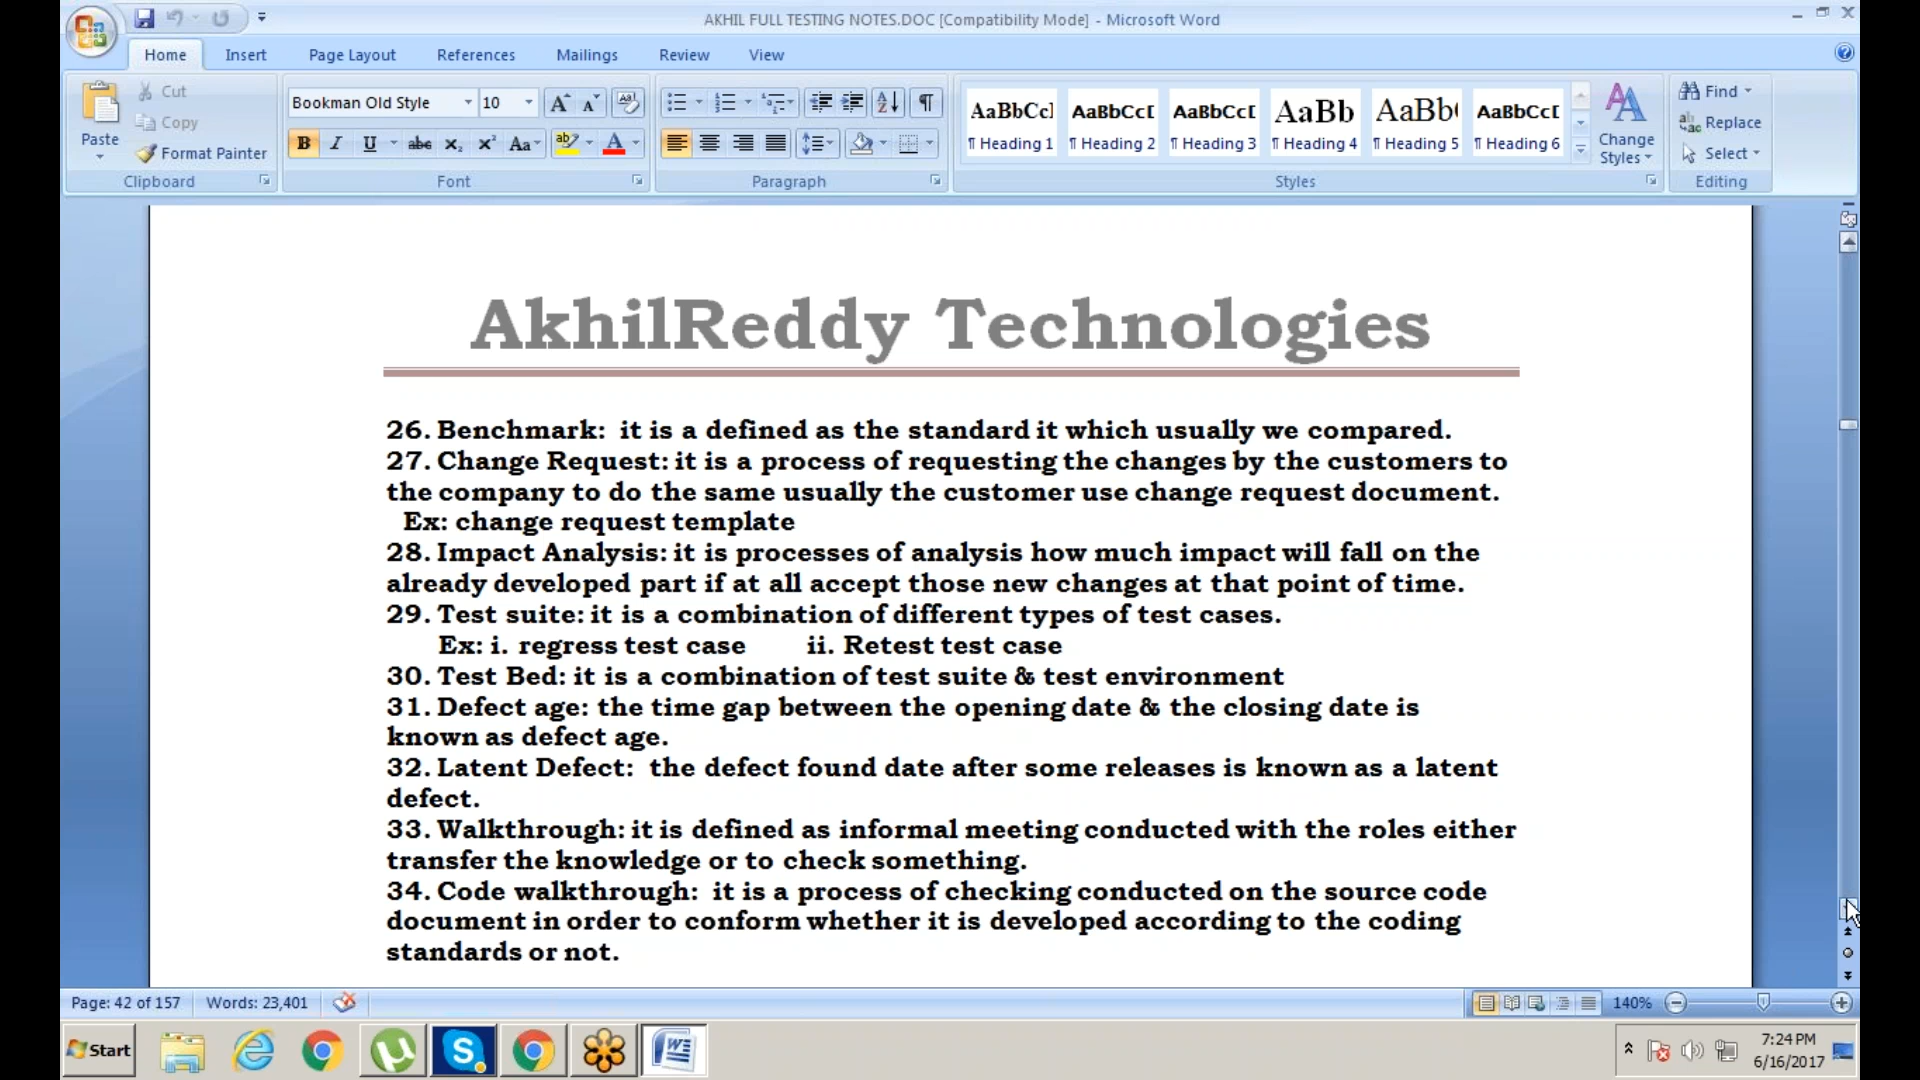 AKHIL FULL TESTING NOTES.DOC [Compatibility Mode] - Microsoft Word
Home Insert Page Layout References Mailings Review View
Paste
Cut
Copy
Format Painter
Clipboard
Bookman Old Style 10
B I U abc X₂ X² Aa ab A
Font
Paragraph
AaBbCcI AaBbCcD AaBbCcD AaBb AaBb( AaBbCcD
¶ Heading 1 ¶ Heading 2 ¶ Heading 3 ¶ Heading 4 ¶ Heading 5 ¶ Heading 6
Change Styles
Styles
Find
Replace
Select
Editing
AkhilReddy Technologies
26. Benchmark: it is a defined as the standard it which usually we compared.
27. Change Request: it is a process of requesting the changes by the customers to
the company to do the same usually the customer use change request document.
Ex: change request template
28. Impact Analysis: it is processes of analysis how much impact will fall on the
already developed part if at all accept those new changes at that point of time.
29. Test suite: it is a combination of different types of test cases.
Ex: i. regress test case ii. Retest test case
30. Test Bed: it is a combination of test suite & test environment
31. Defect age: the time gap between the opening date & the closing date is
known as defect age.
32. Latent Defect: the defect found date after some releases is known as a latent
defect.
33. Walkthrough: it is defined as informal meeting conducted with the roles either
transfer the knowledge or to check something.
34. Code walkthrough: it is a process of checking conducted on the source code
document in order to conform whether it is developed according to the coding
standards or not.
Page: 42 of 157 Words: 23,401 140%
Start
7:24 PM
6/16/2017